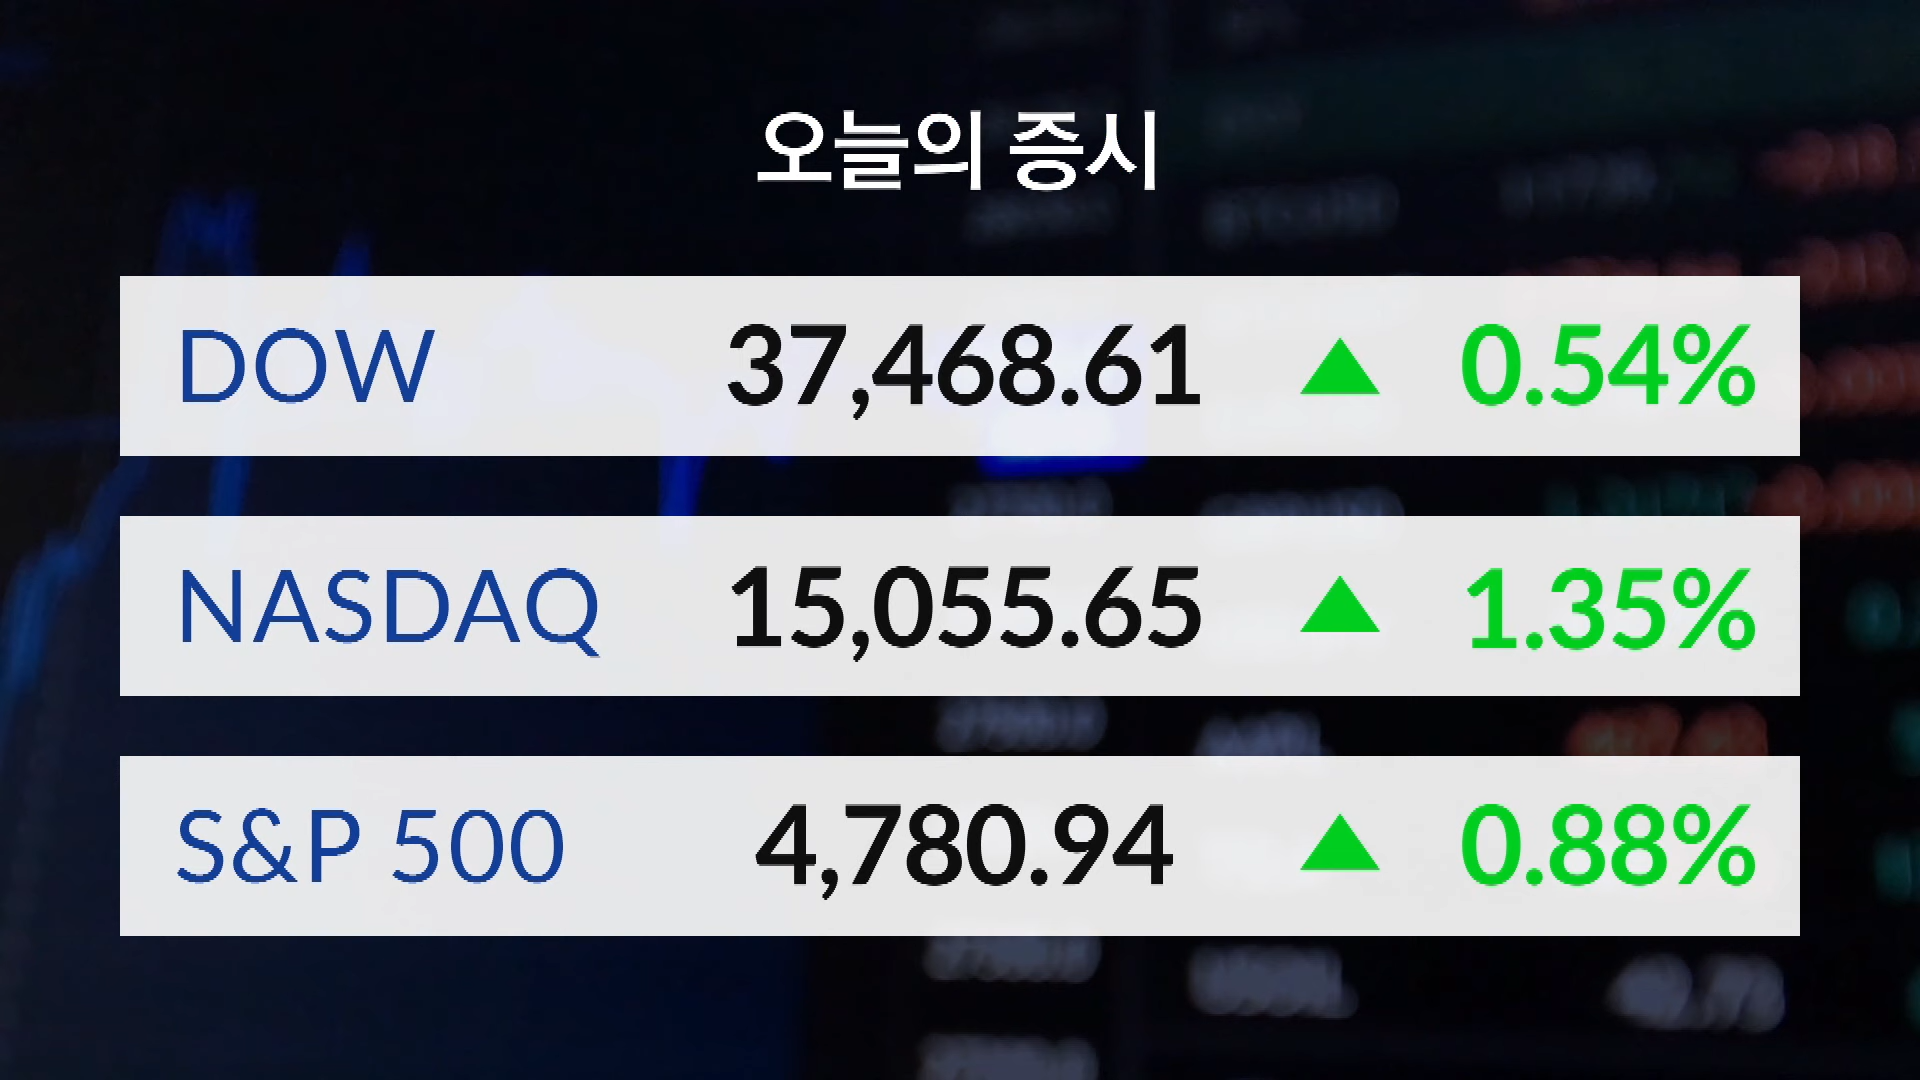 오늘의 증시
DOW 37,468.61 ▲ 0.54%
NASDAQ 15,055.65 ▲ 1.35%
S&P 500 4,780.94 ▲ 0.88%